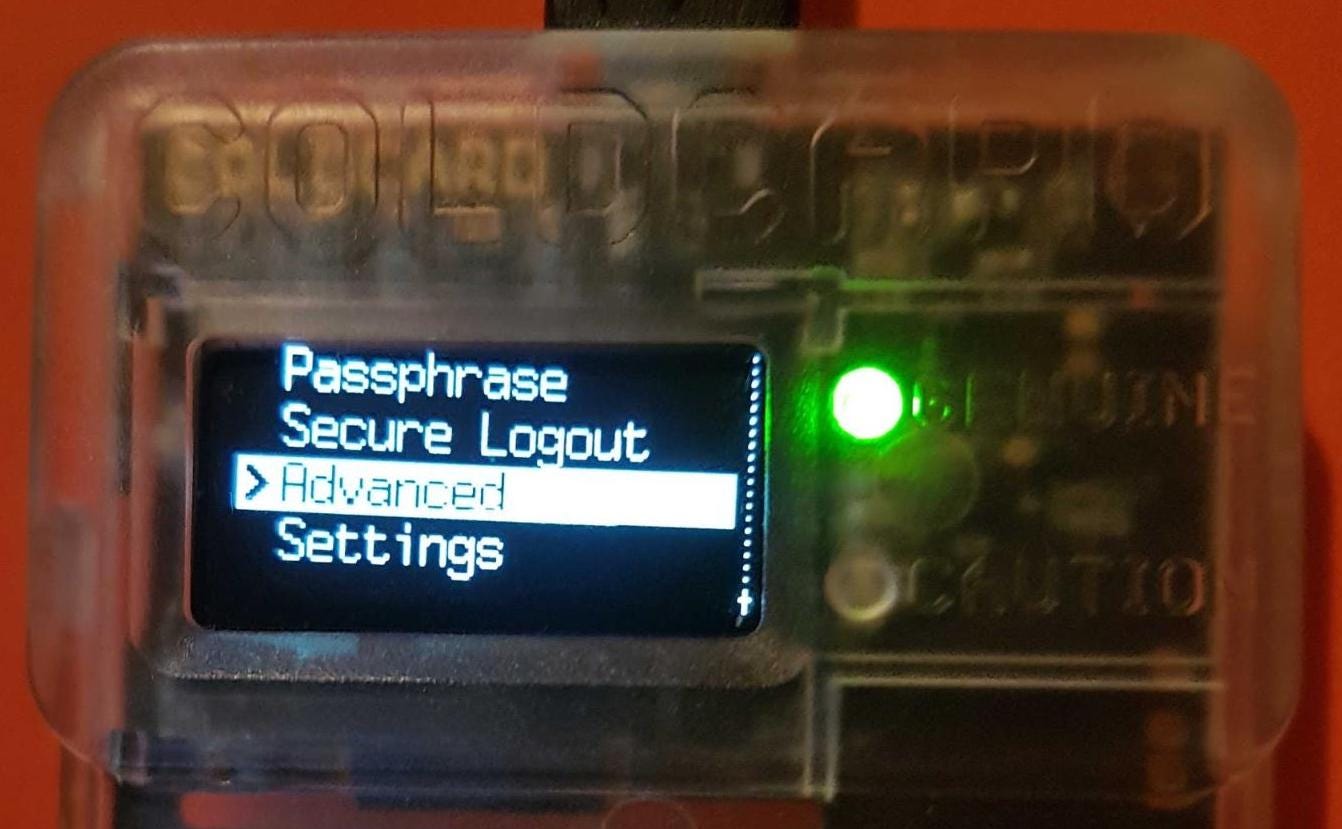 COLDCARD
Passphrase
Secure Logout
> Advanced
Settings
GENUINE
CAUTION